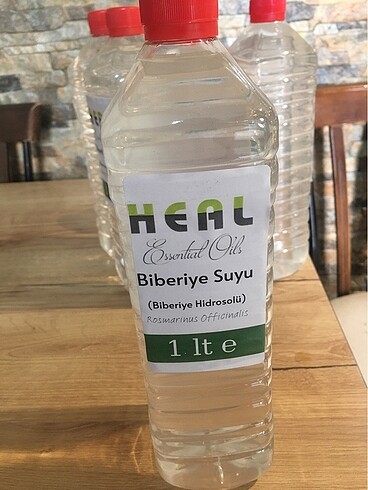 HEAL
Essential Oils
Biberiye Suyu
(Biberiye Hidrosolü)
Rosmarinus Officinalis
1 lt e